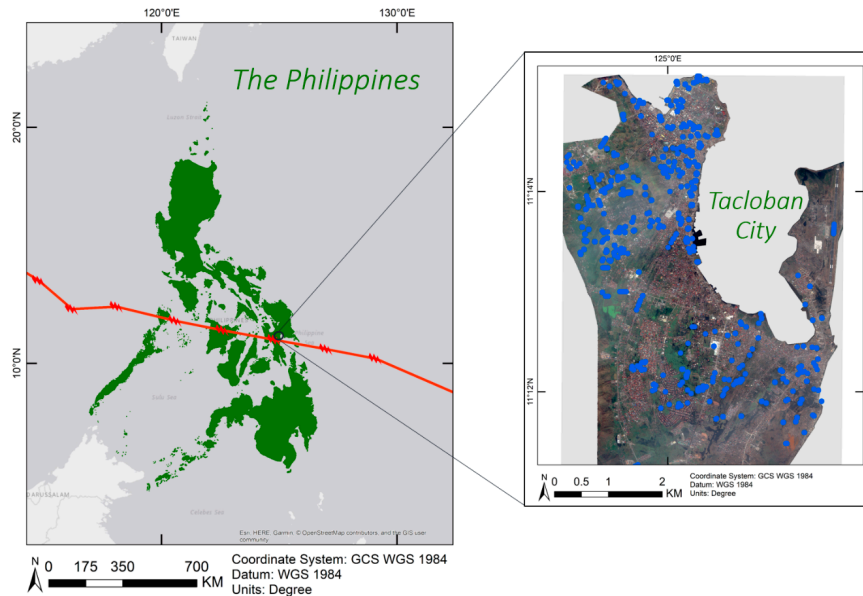 120°0'E
130°0'E
TAIWAN
The Philippines
Luzon Strait
20°0'N
10°0'N
Philippine
Sulu Sea
DARUSSALAM
Celebes Sea
Esri, HERE, Garmin, © OpenStreetMap contributors, and the GIS user
community
N
0 175 350 700
KM
Coordinate System: GCS WGS 1984
Datum: WGS 1984
Units: Degree
125°0'E
11°14'N
Tacloban
City
11°12'N
N
0 0.5 1 2
KM
Coordinate System: GCS WGS 1984
Datum: WGS 1984
Units: Degree